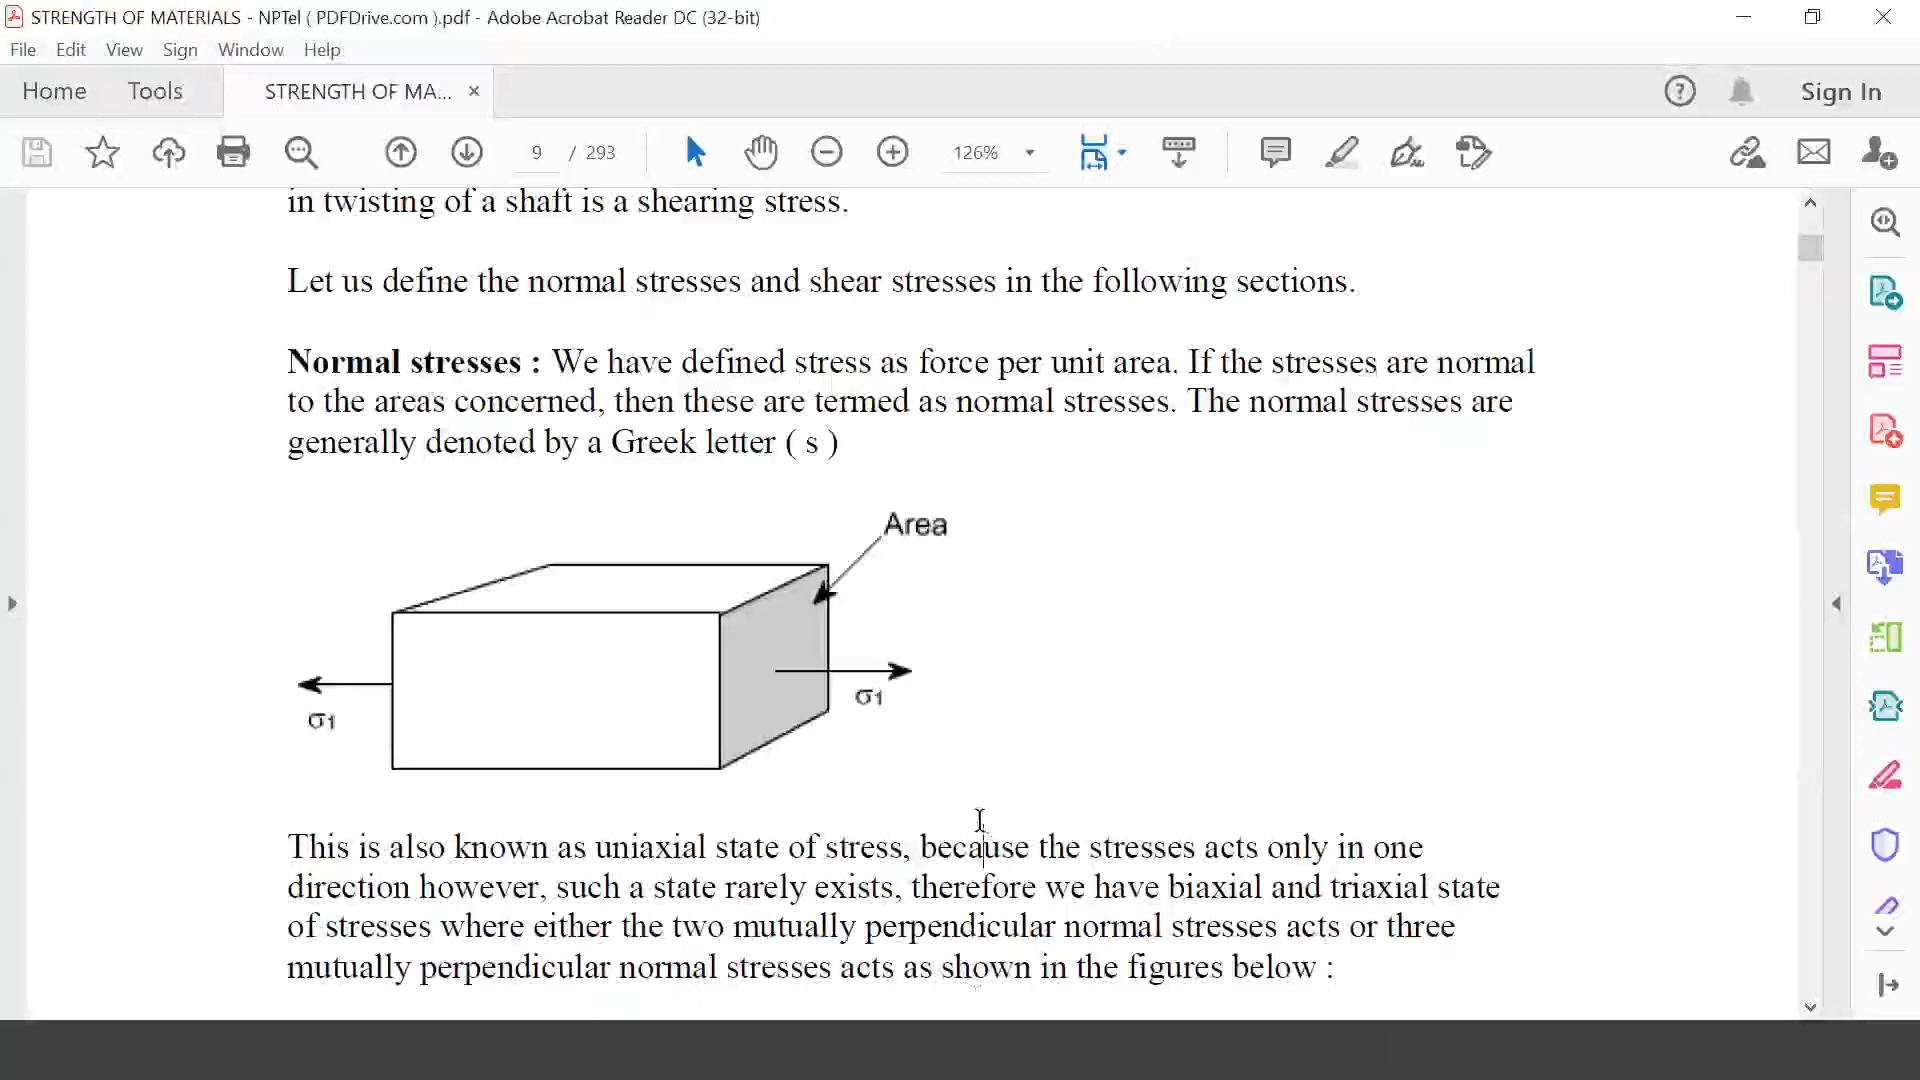 STRENGTH OF MATERIALS - NPTel ( PDFDrive.com ).pdf - Adobe Acrobat Reader DC (32-bit)
File Edit View Sign Window Help
Home Tools STRENGTH OF MA... × Sign In
9 / 293 126%
in twisting of a shaft is a shearing stress.
Let us define the normal stresses and shear stresses in the following sections.
Normal stresses : We have defined stress as force per unit area. If the stresses are normal
to the areas concerned, then these are termed as normal stresses. The normal stresses are
generally denoted by a Greek letter ( s )
Area
σ1
σ1
This is also known as uniaxial state of stress, because the stresses acts only in one
direction however, such a state rarely exists, therefore we have biaxial and triaxial state
of stresses where either the two mutually perpendicular normal stresses acts or three
mutually perpendicular normal stresses acts as shown in the figures below :